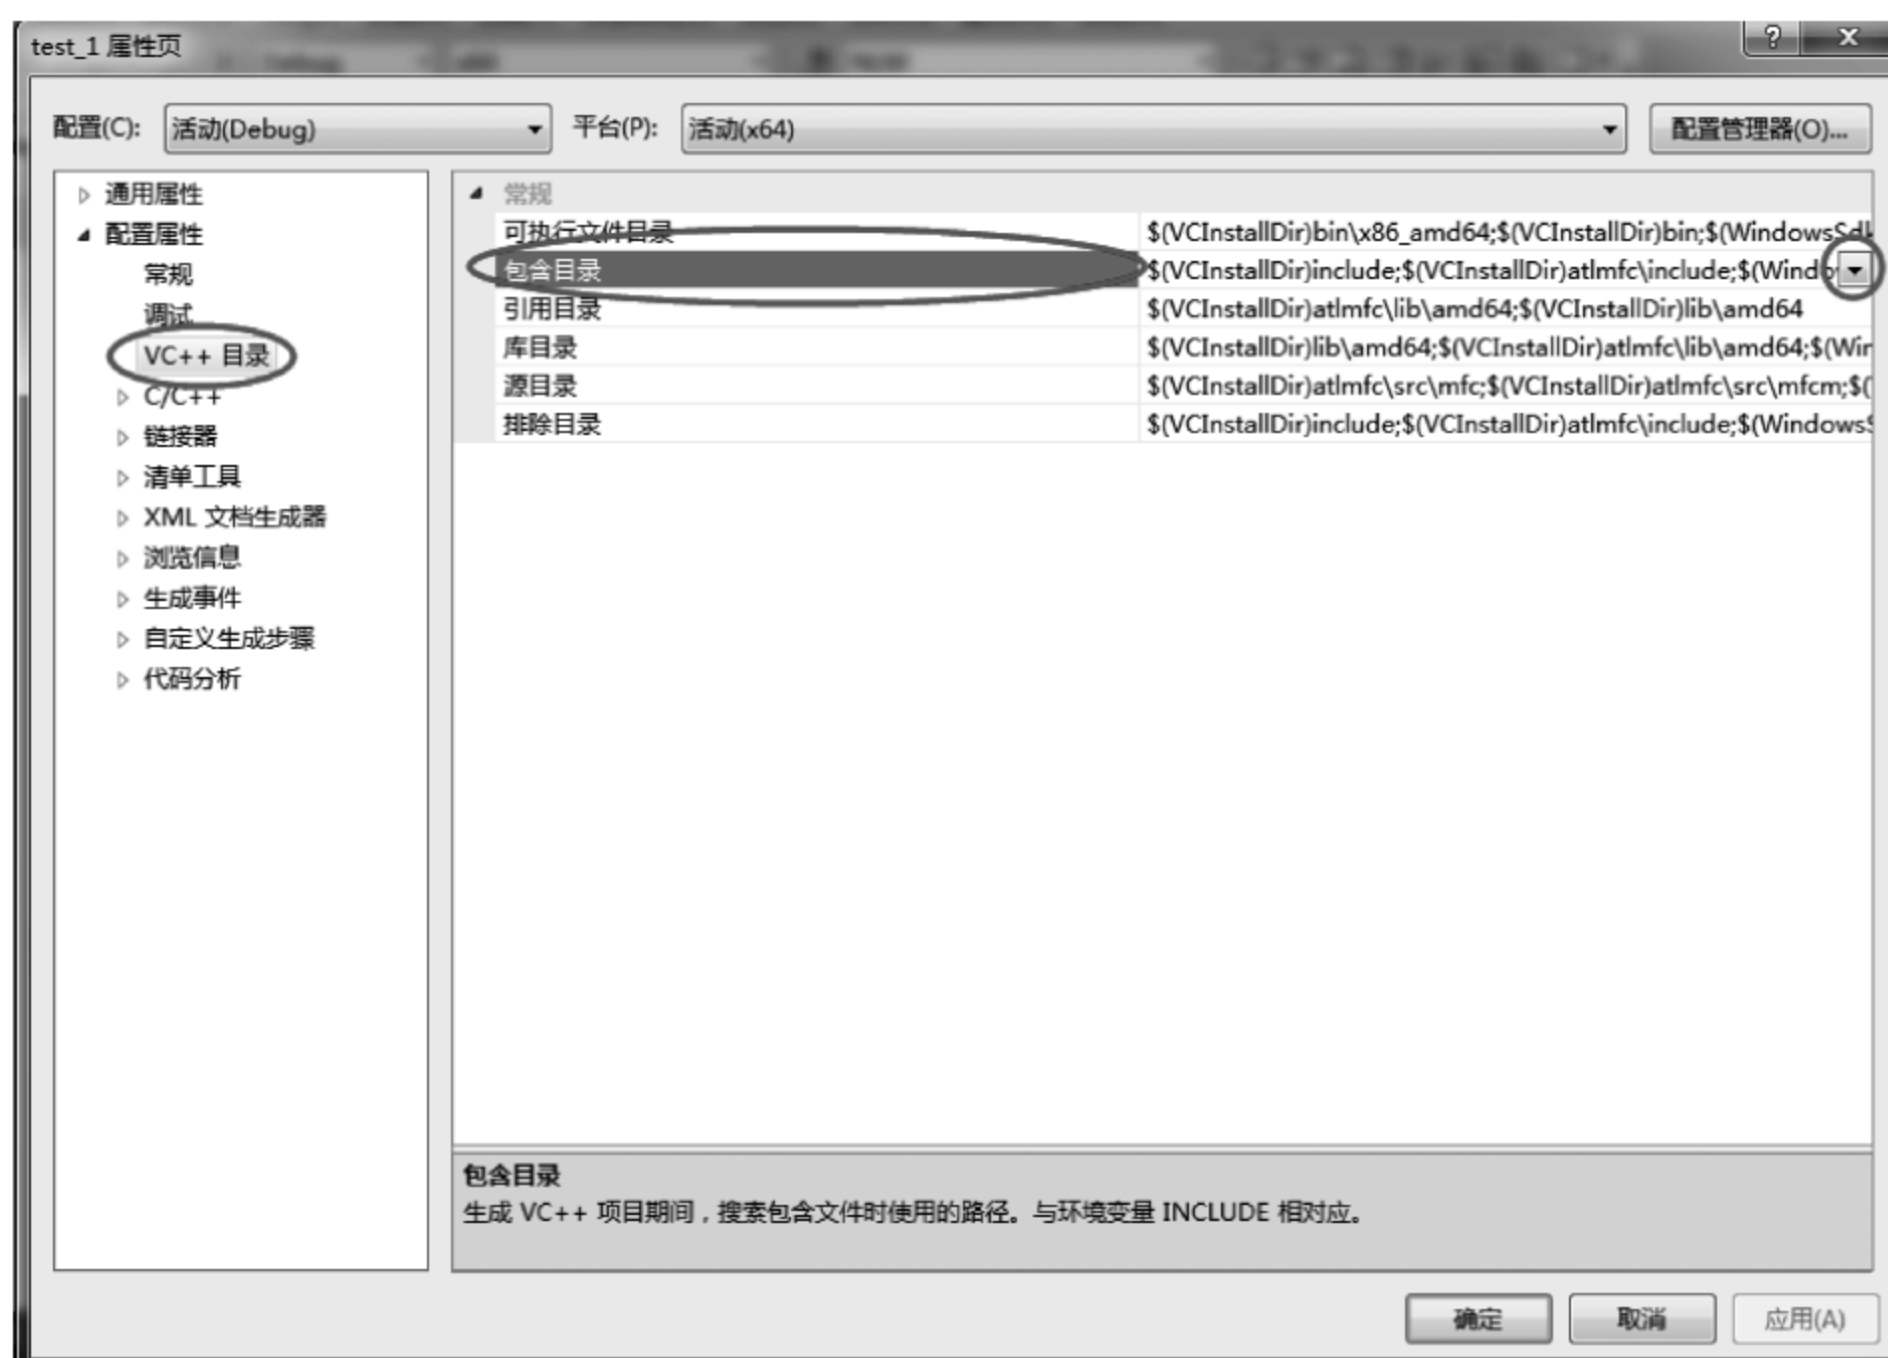 test_1 属性页
配置(C): 活动(Debug) 平台(P): 活动(x64) 配置管理器(O)...
通用属性
配置属性
常规
调试
VC++ 目录
C/C++
链接器
清单工具
XML 文档生成器
浏览信息
生成事件
自定义生成步骤
代码分析
常规
可执行文件目录 $(VCInstallDir)bin\x86_amd64;$(VCInstallDir)bin;$(WindowsSdk
包含目录 $(VCInstallDir)include;$(VCInstallDir)atlmfc\include;$(Windo
引用目录 $(VCInstallDir)atlmfc\lib\amd64;$(VCInstallDir)lib\amd64
库目录 $(VCInstallDir)lib\amd64;$(VCInstallDir)atlmfc\lib\amd64;$(Win
源目录 $(VCInstallDir)atlmfc\src\mfc;$(VCInstallDir)atlmfc\src\mfcm;$(
排除目录 $(VCInstallDir)include;$(VCInstallDir)atlmfc\include;$(WindowsS
包含目录
生成 VC++ 项目期间，搜索包含文件时使用的路径。与环境变量 INCLUDE 相对应。
确定 取消 应用(A)